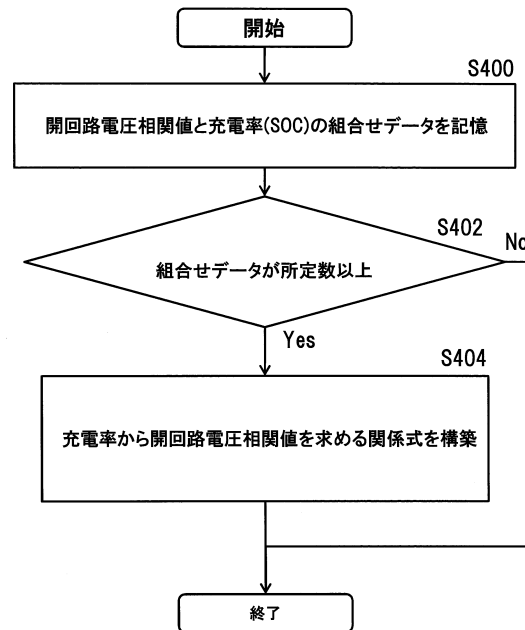 開始
S400
開回路電圧相関値と充電率(SOC)の組合せデータを記憶
S402
No
組合せデータが所定数以上
Yes
S404
充電率から開回路電圧相関値を求める関係式を構築
終了